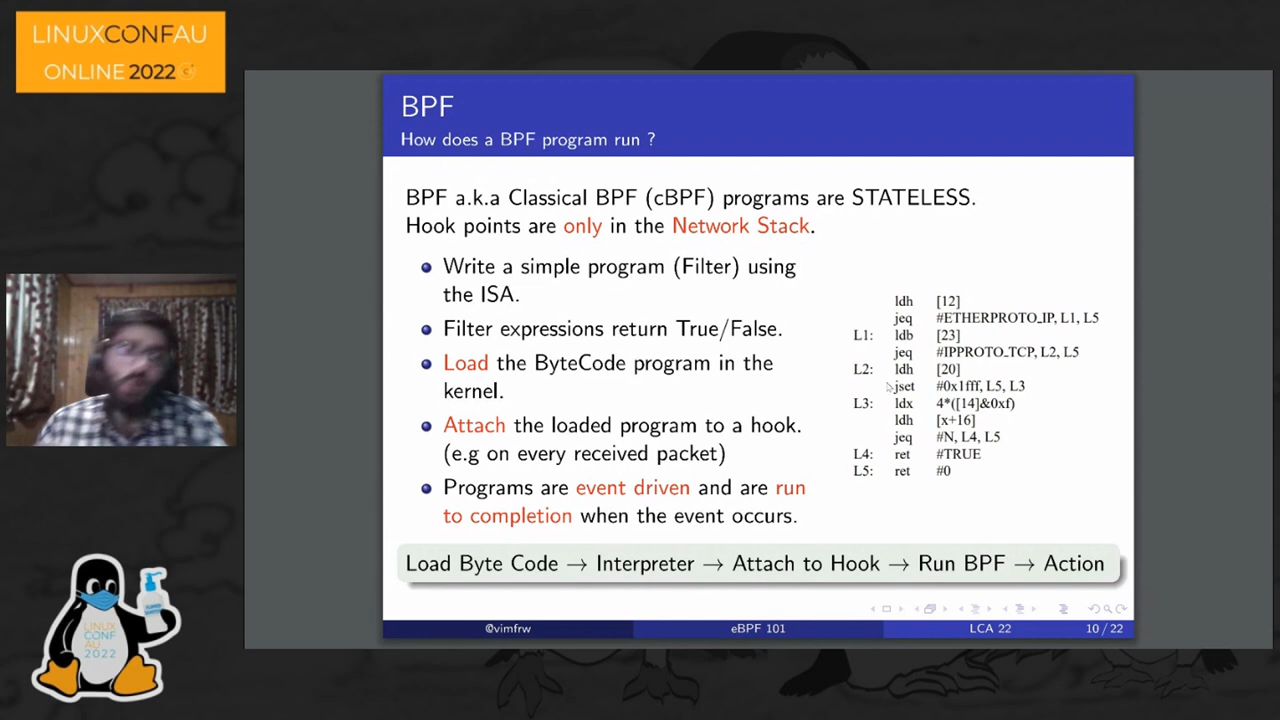 LINUXCONFAU
ONLINE 2022
BPF
How does a BPF program run ?
BPF a.k.a Classical BPF (cBPF) programs are STATELESS.
Hook points are only in the Network Stack.
Write a simple program (Filter) using
the ISA.
Filter expressions return True/False.
Load the ByteCode program in the
kernel.
Attach the loaded program to a hook.
(e.g on every received packet)
Programs are event driven and are run
to completion when the event occurs.
ldh [12]
jeq #ETHERPROTO_IP, L1, L5
L1: ldb [23]
jeq #IPPROTO_TCP, L2, L5
L2: ldh [20]
jset #0x1fff, L5, L3
L3: ldx 4*([14]&0xf)
ldh [x+16]
jeq #N, L4, L5
L4: ret #TRUE
L5: ret #0
Load Byte Code → Interpreter → Attach to Hook → Run BPF → Action
@vimfrw eBPF 101 LCA 22 10/22
LINUX
CONF
AU
2022